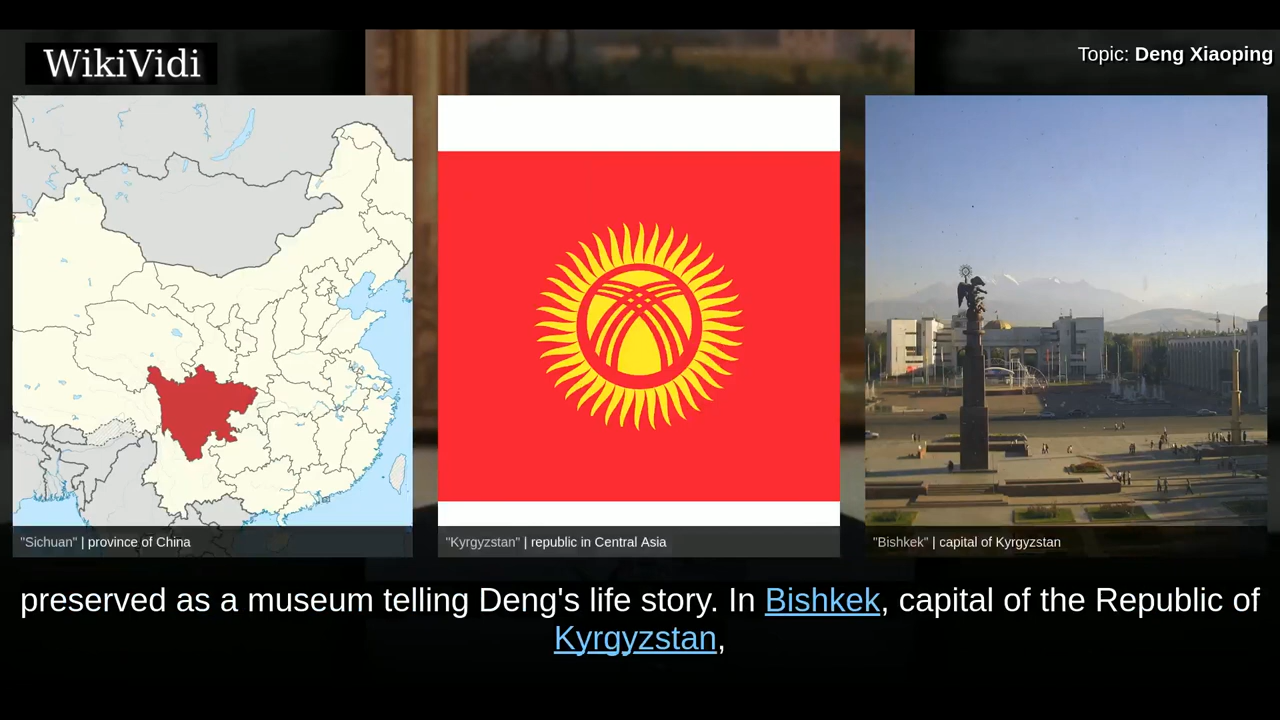 WikiVidi
Topic: Deng Xiaoping
"Sichuan" | province of China
"Kyrgyzstan" | republic in Central Asia
"Bishkek" | capital of Kyrgyzstan
preserved as a museum telling Deng's life story. In Bishkek, capital of the Republic of
Kyrgyzstan,